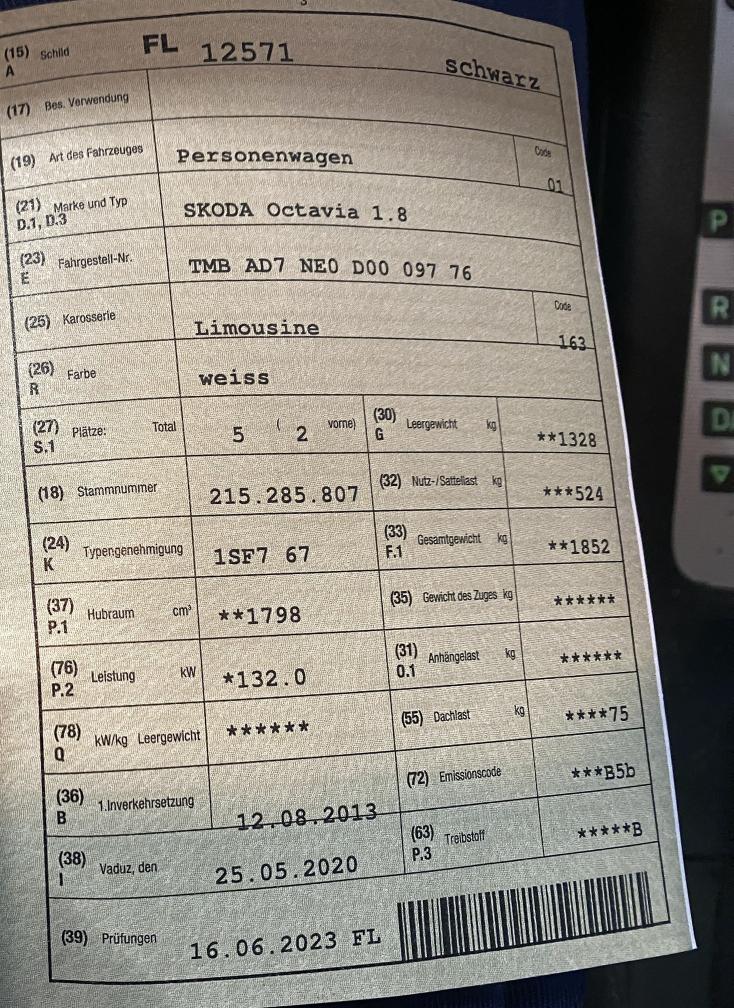 (15) A Schild FL 12571 schwarz
(17) Bes. Verwendung
(19) Art des Fahrzeuges Personenwagen Code 01
(21) D.1, D.3 Marke und Typ SKODA Octavia 1.8
(23) E Fahrgestell-Nr. TMB AD7 NE0 D00 097 76
(25) Karosserie Limousine Code 163
(26) R Farbe weiss
(27) S.1 Plätze: Total 5 ( 2 vorne) (30) G Leergewicht kg **1328
(18) Stammnummer 215.285.807 (32) Nutz-/Sattellast kg ***524
(24) K Typengenehmigung 1SF7 67 (33) F.1 Gesamtgewicht kg **1852
(37) P.1 Hubraum cm³ **1798 (35) Gewicht des Zuges kg ******
(76) P.2 Leistung kW *132.0 (31) O.1 Anhängelast kg ******
(78) Q kW/kg Leergewicht ****** (55) Dachlast kg ****75
(36) B 1.Inverkehrsetzung 12.08.2013 (72) Emissionscode ***B5b
(38) I Vaduz, den 25.05.2020 (63) P.3 Treibstoff *****B
(39) Prüfungen 16.06.2023 FL
P
R
N
D/